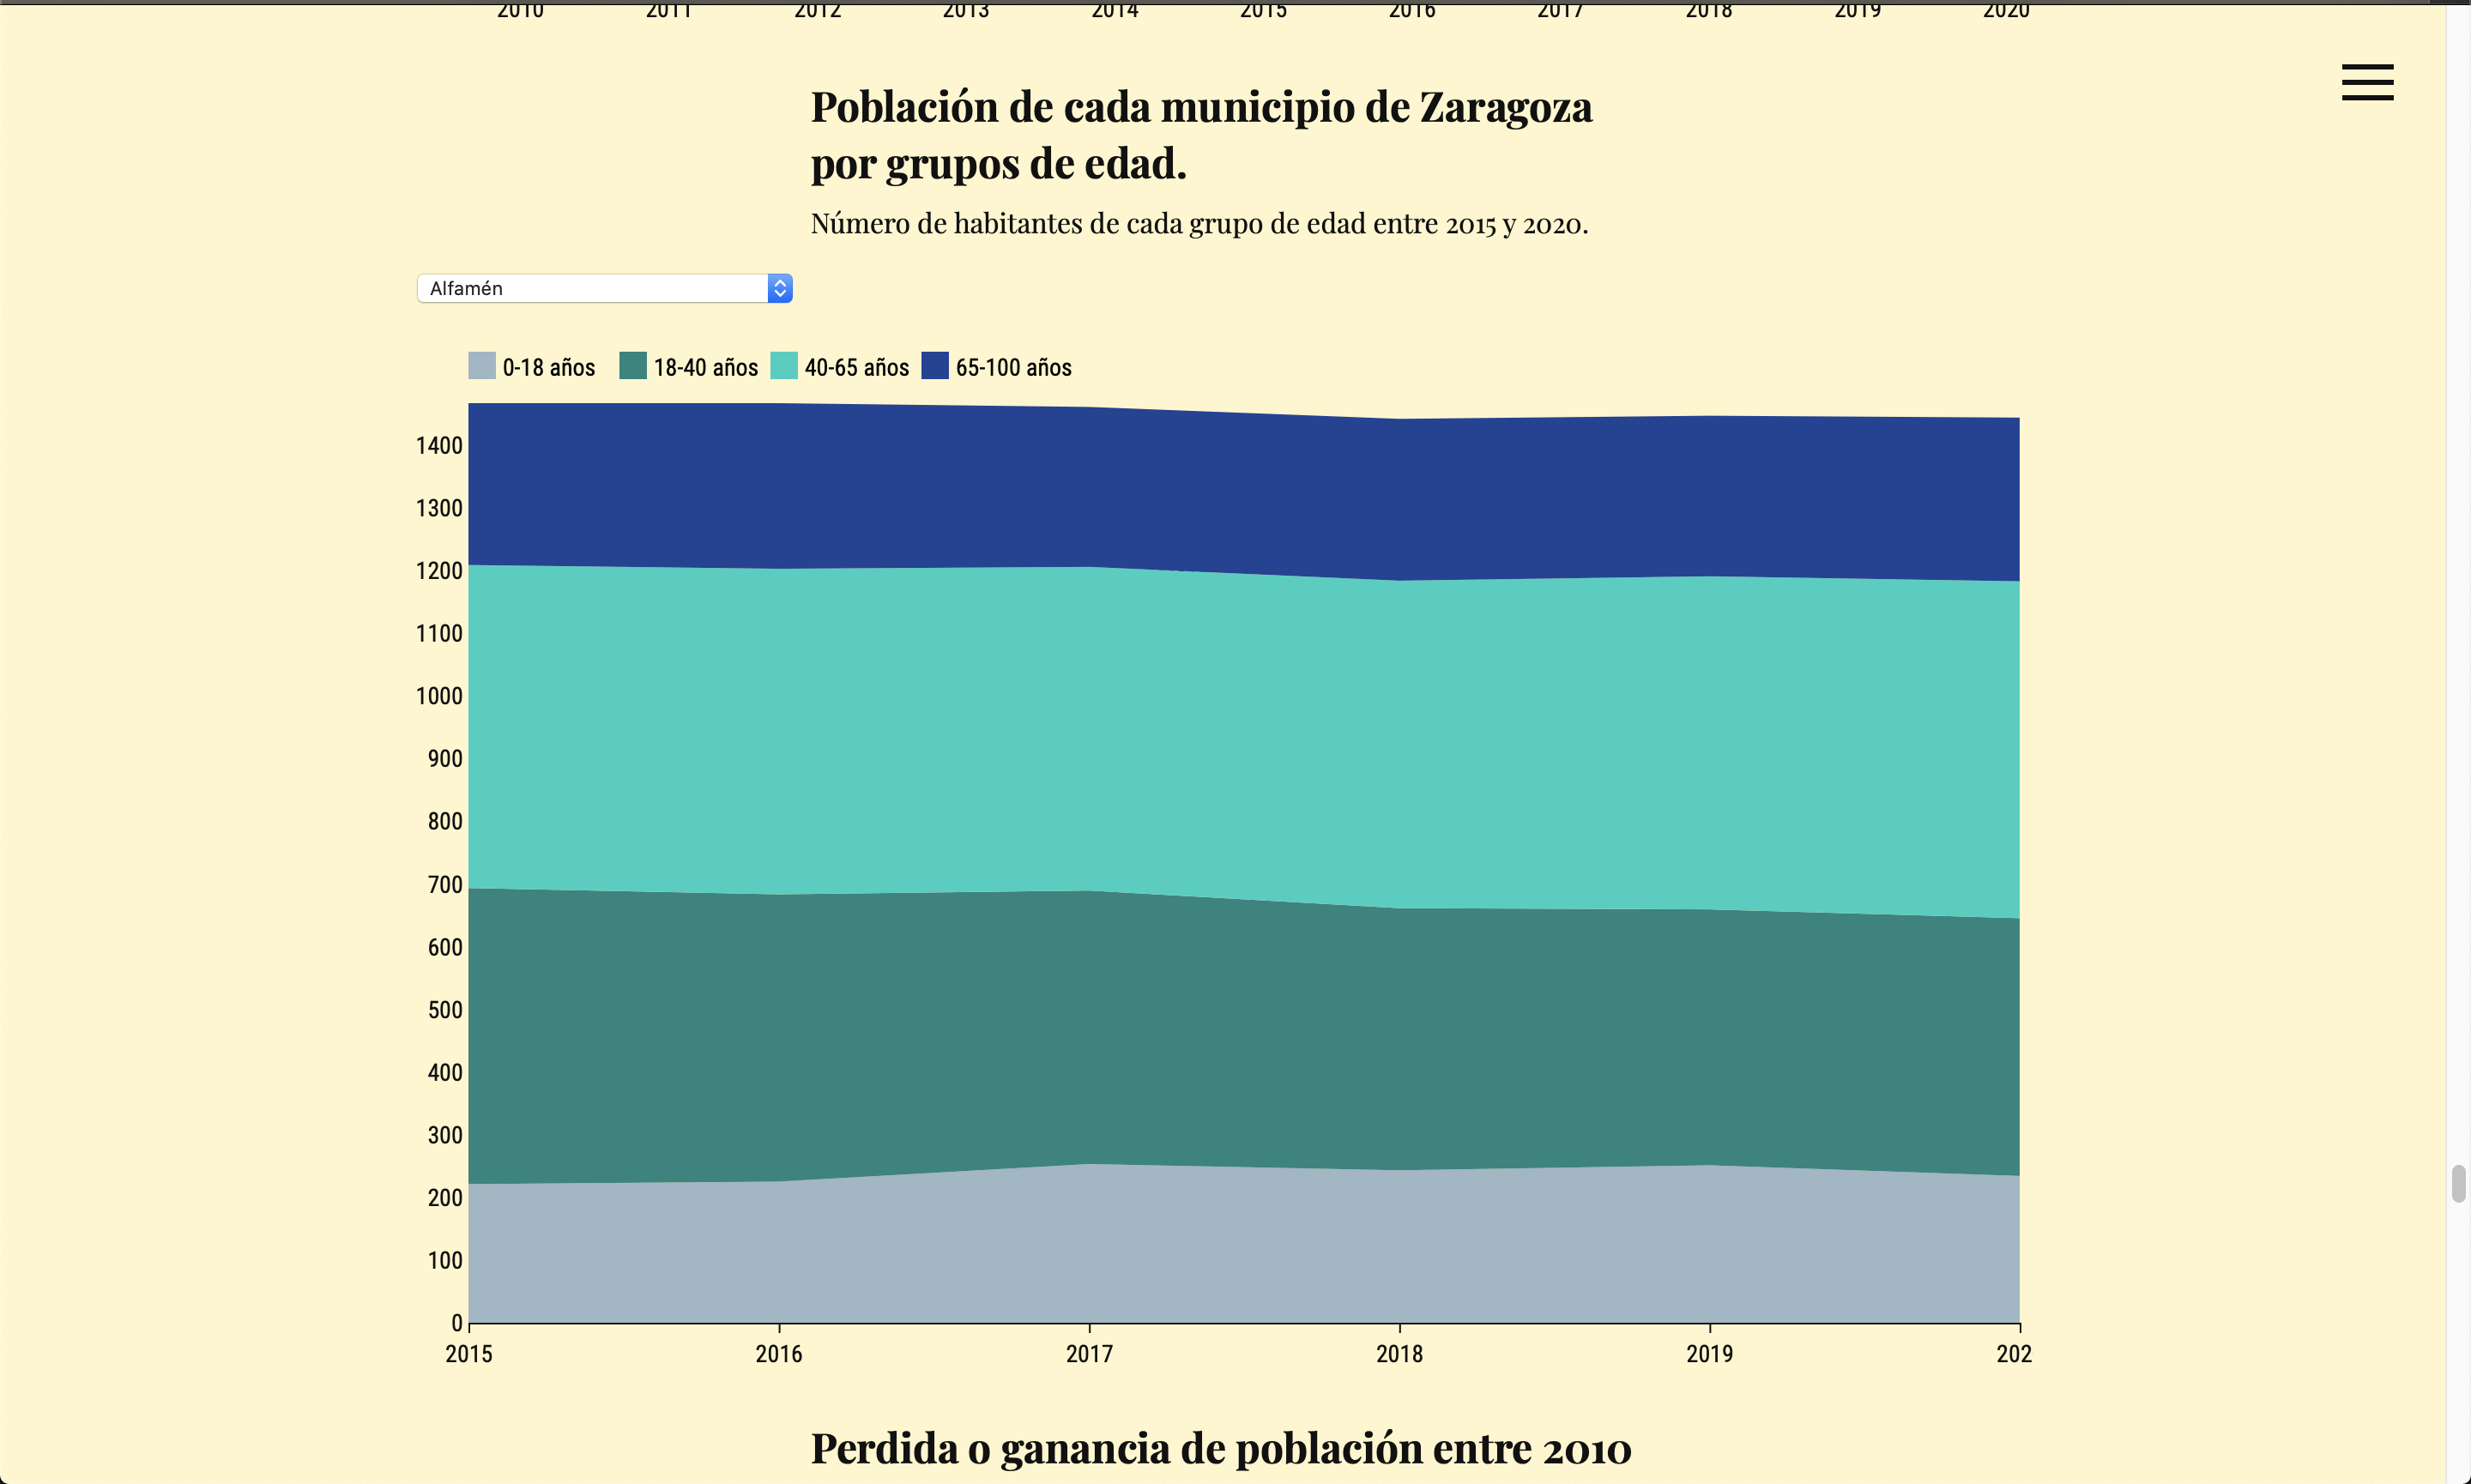 2010 2011 2012 2013 2014 2015 2016 2017 2018 2019 2020
Población de cada municipio de Zaragoza
por grupos de edad.
Número de habitantes de cada grupo de edad entre 2015 y 2020.
Alfamén
0-18 años 18-40 años 40-65 años 65-100 años
1400
1300
1200
1100
1000
900
800
700
600
500
400
300
200
100
0
2015 2016 2017 2018 2019 202
Perdida o ganancia de población entre 2010